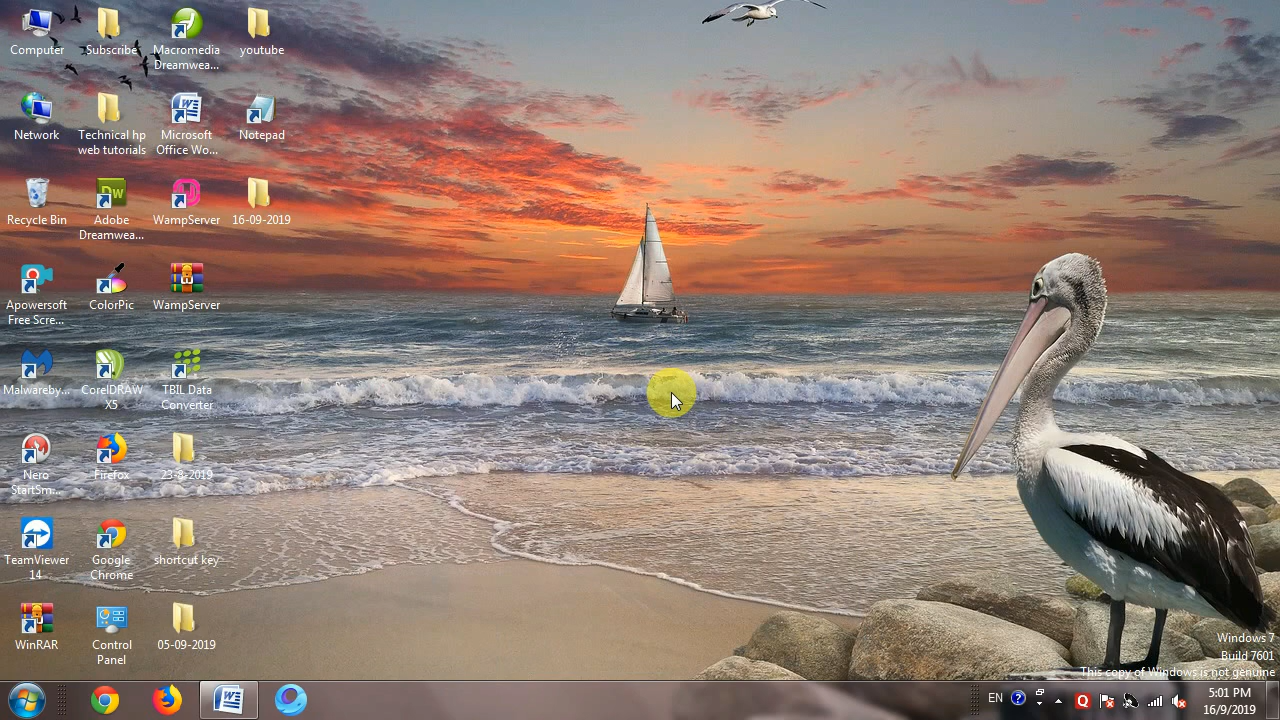 Computer
Subscribe
Macromedia
Dreamwea...
youtube
Network
Technical hp
web tutorials
Microsoft
Office Wo...
Notepad
Recycle Bin
Adobe
Dreamwea...
WampServer
16-09-2019
Apowersoft
Free Scre...
ColorPic
WampServer
Malwareby...
CorelDRAW
X5
TBIL Data
Converter
Nero
StartSm...
Firefox
23-8-2019
TeamViewer
14
Google
Chrome
shortcut key
WinRAR
Control
Panel
05-09-2019
Windows 7
Build 7601
This copy of Windows is not genuine
EN
5:01 PM
16/9/2019